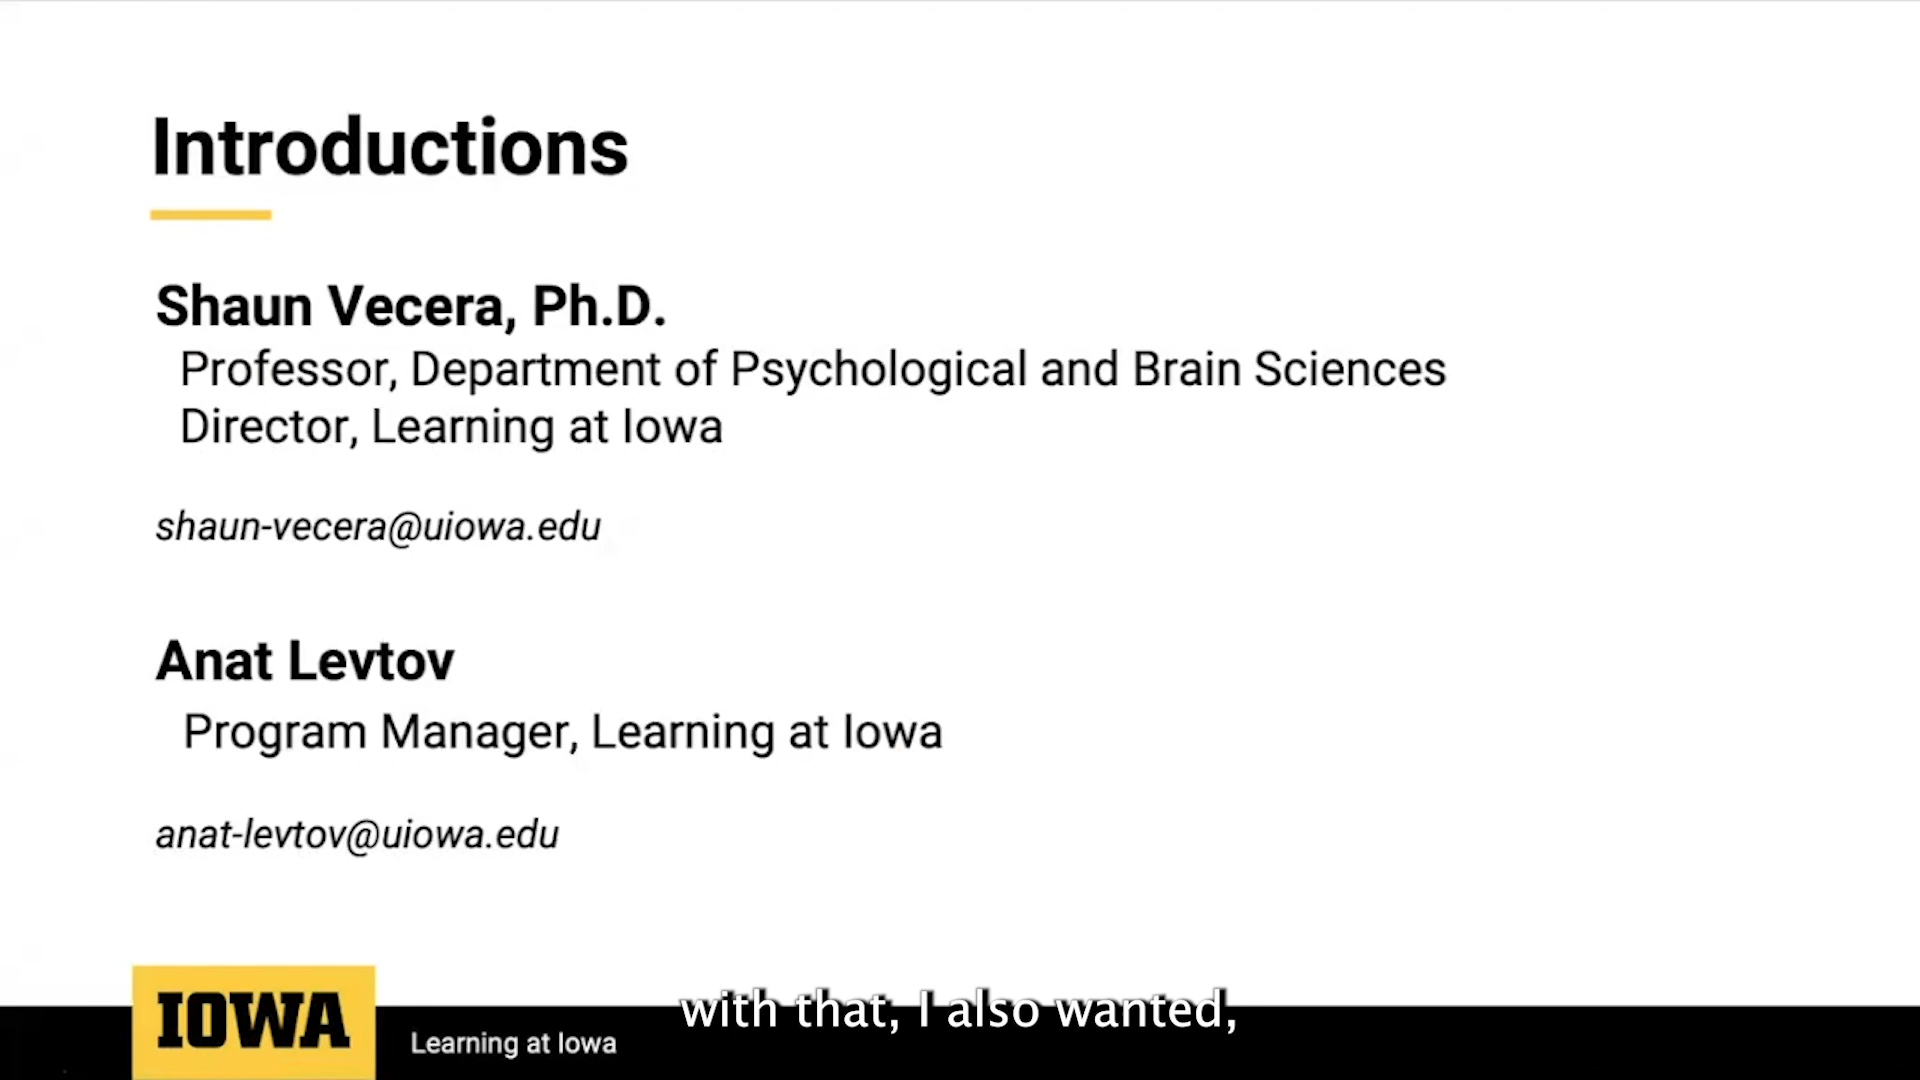 Introductions
Shaun Vecera, Ph.D.
Professor, Department of Psychological and Brain Sciences
Director, Learning at Iowa
shaun-vecera@uiowa.edu
Anat Levtov
Program Manager, Learning at Iowa
anat-levtov@uiowa.edu
with that, I also wanted,
IOWA
Learning at Iowa